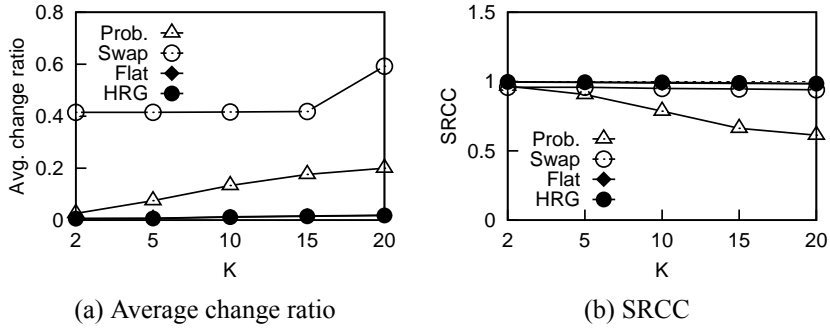 0.8
0.6
0.4
0.2
0
2
5
10
15
20
Avg. change ratio
K
Prob.
Swap
Flat
HRG
(a) Average change ratio
1.5
1
0.5
0
2
5
10
15
20
SRCC
K
Prob.
Swap
Flat
HRG
(b) SRCC